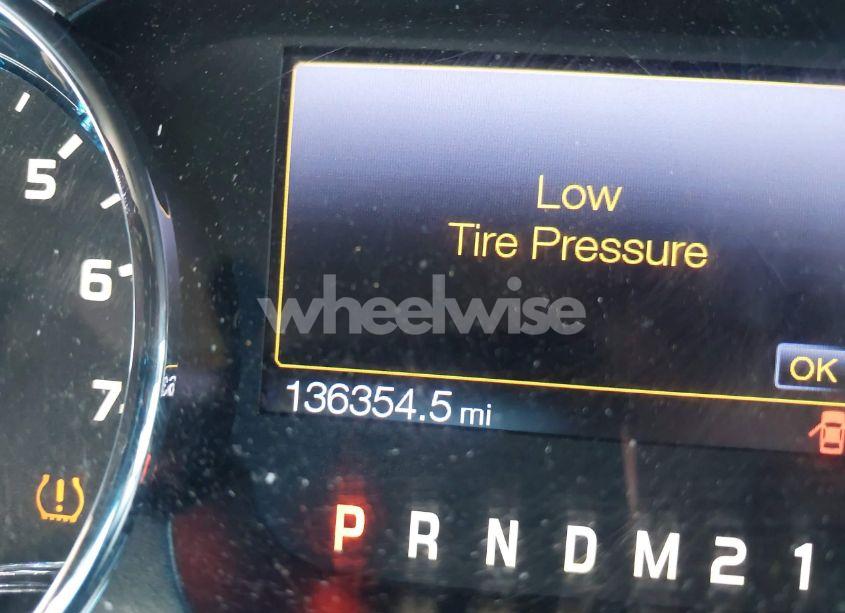 5
6
7
Low
Tire Pressure
wheelwise
OK
136354.5 mi
P R N D M 2 1